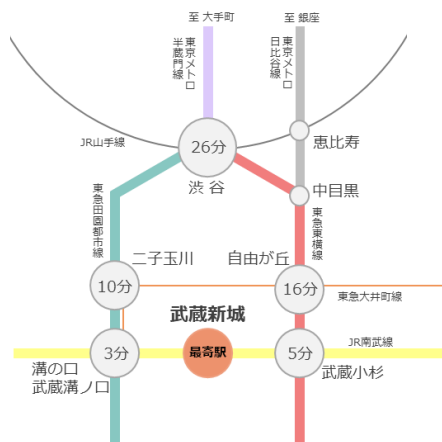 至 大手町
至 銀座
東京メトロ
半蔵門線
東京メトロ
日比谷線
JR山手線
26分
渋 谷
恵比寿
中目黒
東急田園都市線
東急東横線
二子玉川
自由が丘
10分
16分
東急大井町線
武蔵新城
JR南武線
3分
最寄駅
5分
溝の口
武蔵溝ノ口
武蔵小杉